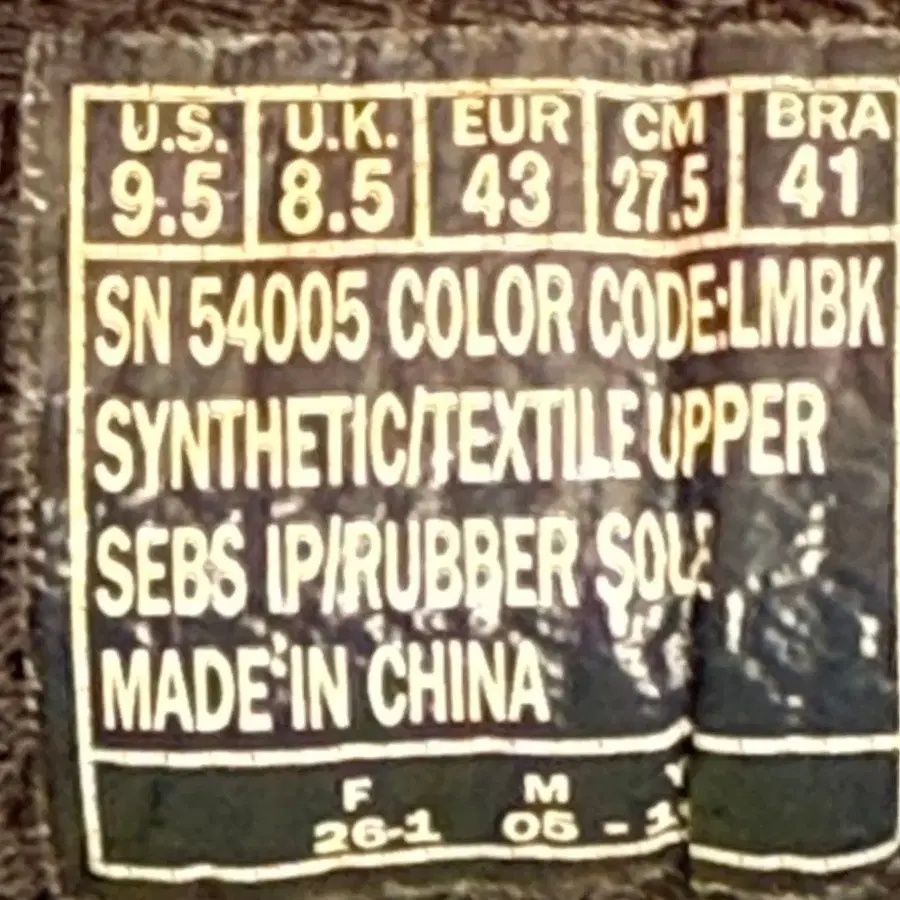 U.S. U.K. EUR CM BRA
9.5 8.5 43 27.5 41
SN 54005 COLOR CODE:LMBK
SYNTHETIC/TEXTILE UPPER
SEBS IP/RUBBER SOLE
MADE IN CHINA
F M
26-1 05 -